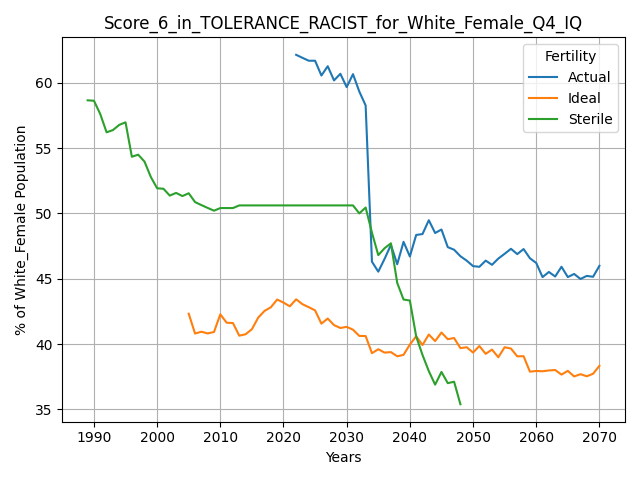 Score_6_in_TOLERANCE_RACIST_for_White_Female_Q4_IQ
% of White_Female Population
60
55
50
45
40
35
Fertility
Actual
Ideal
Sterile
1990 2000 2010 2020 2030 2040 2050 2060 2070
Years